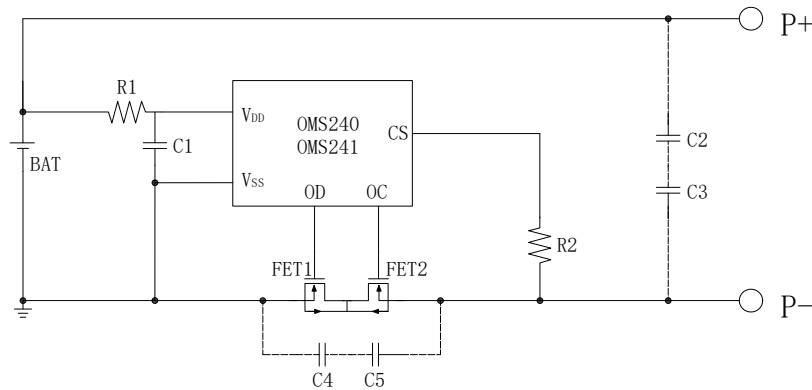 P+
R1
VDD
OMS240
OMS241
CS
C1
C2
BAT
VSS
OD
OC
C3
R2
FET1
FET2
P-
C4
C5